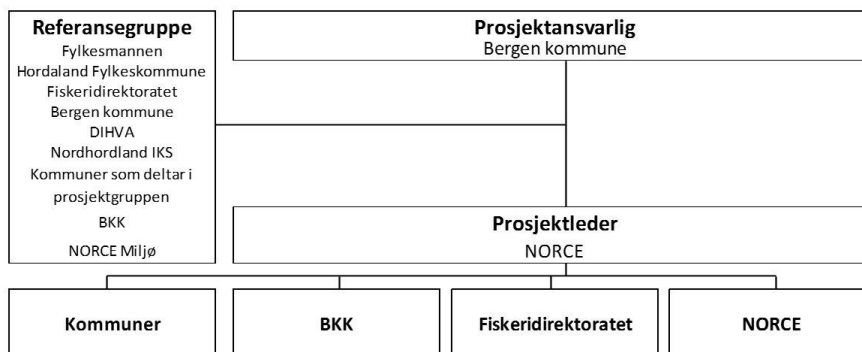 Referansegruppe
Fylkesmannen
Hordaland Fylkeskommune
Fiskeridirektoratet
Bergen kommune
DIHVA
Nordhordland IKS
Kommuner som deltar i
prosjektgruppen
BKK
NORCE Miljø
Prosjektansvarlig
Bergen kommune
Prosjektleder
NORCE
Kommuner
BKK
Fiskeridirektoratet
NORCE